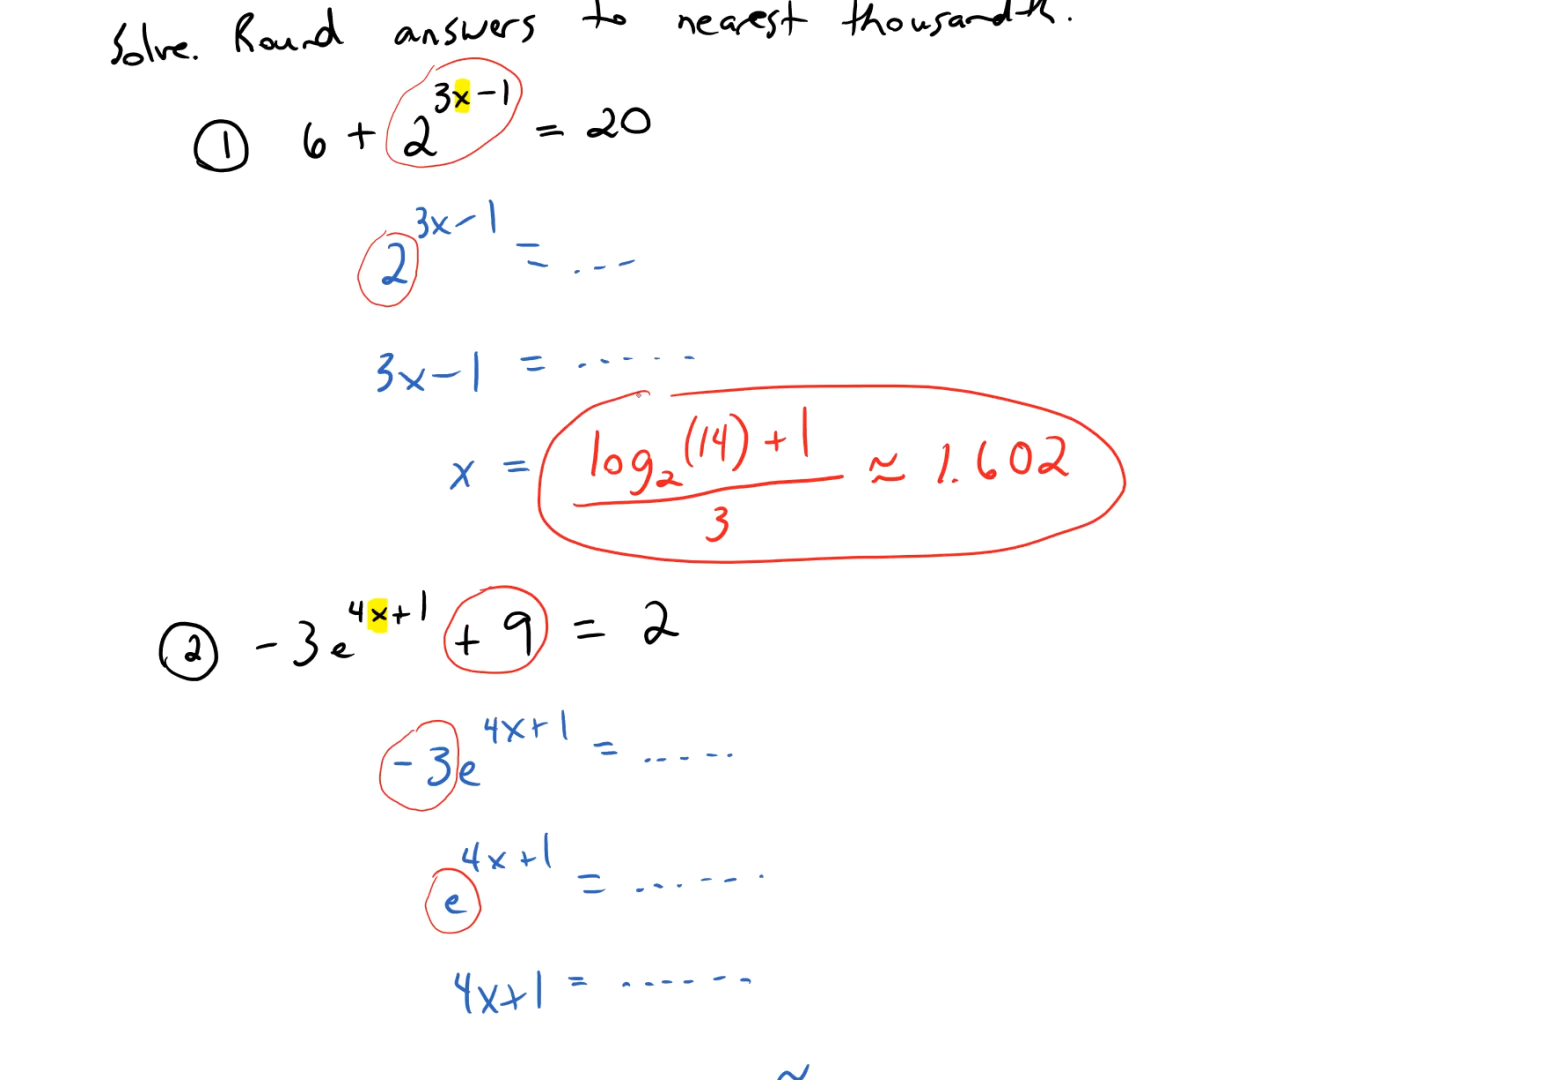 Solve. Round answers to nearest thousandth.
① 6 + 2^(3x-1) = 20
2^(3x-1) = ...---
3x-1 = ......
x = (log₂(14)+1)/3 ≈ 1.602
② -3e^(4x+1) + 9 = 2
-3e^(4x+1) = .....
e^(4x+1) = ......
4x+1 = .......
≈